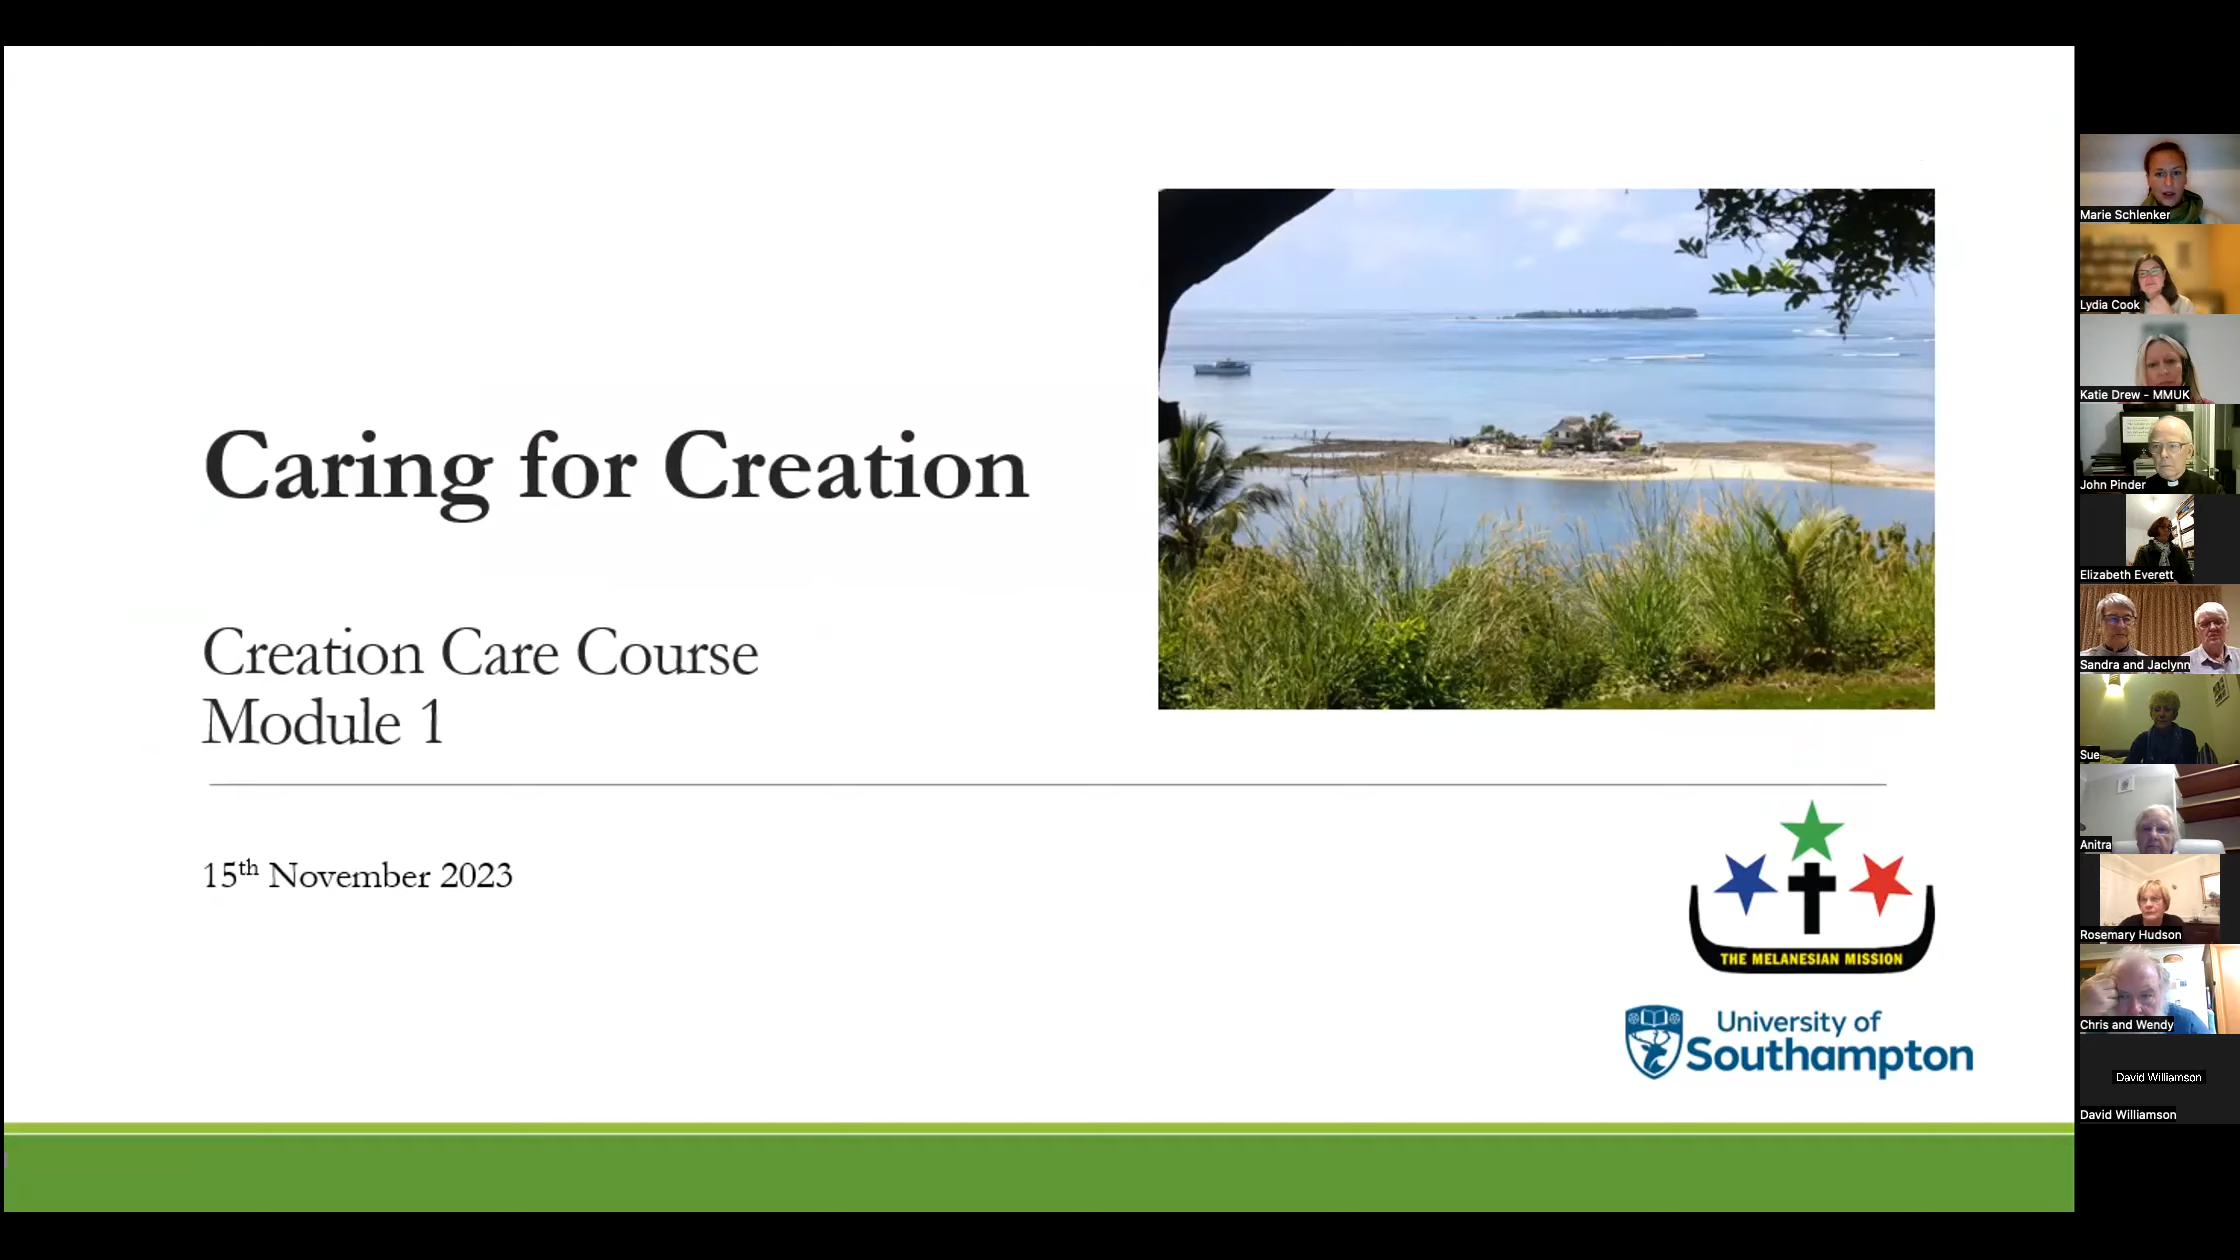 Caring for Creation
Creation Care Course
Module 1
15th November 2023
THE MELANESIAN MISSION
University of
Southampton
Marie Schlenker
Lydia Cook
Katie Drew - MMUK
John Pinder
Elizabeth Everett
Sandra and Jaclynn
Sue
Anitra
Rosemary Hudson
Chris and Wendy
David Williamson
David Williamson